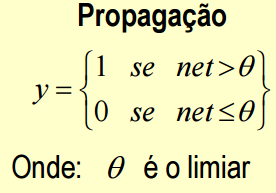 Propagação
y = { 1 se net > θ
0 se net ≤ θ }
Onde: θ é o limiar